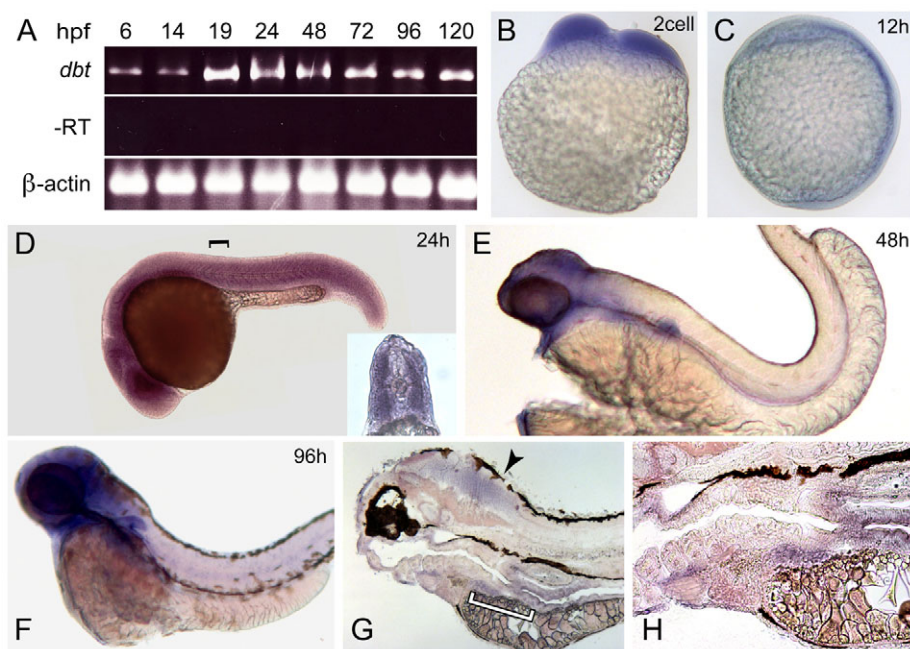 A hpf 6 14 19 24 48 72 96 120
dbt
-RT
β-actin
B 2cell
C 12h
D 24h
E 48h
F 96h
G
H